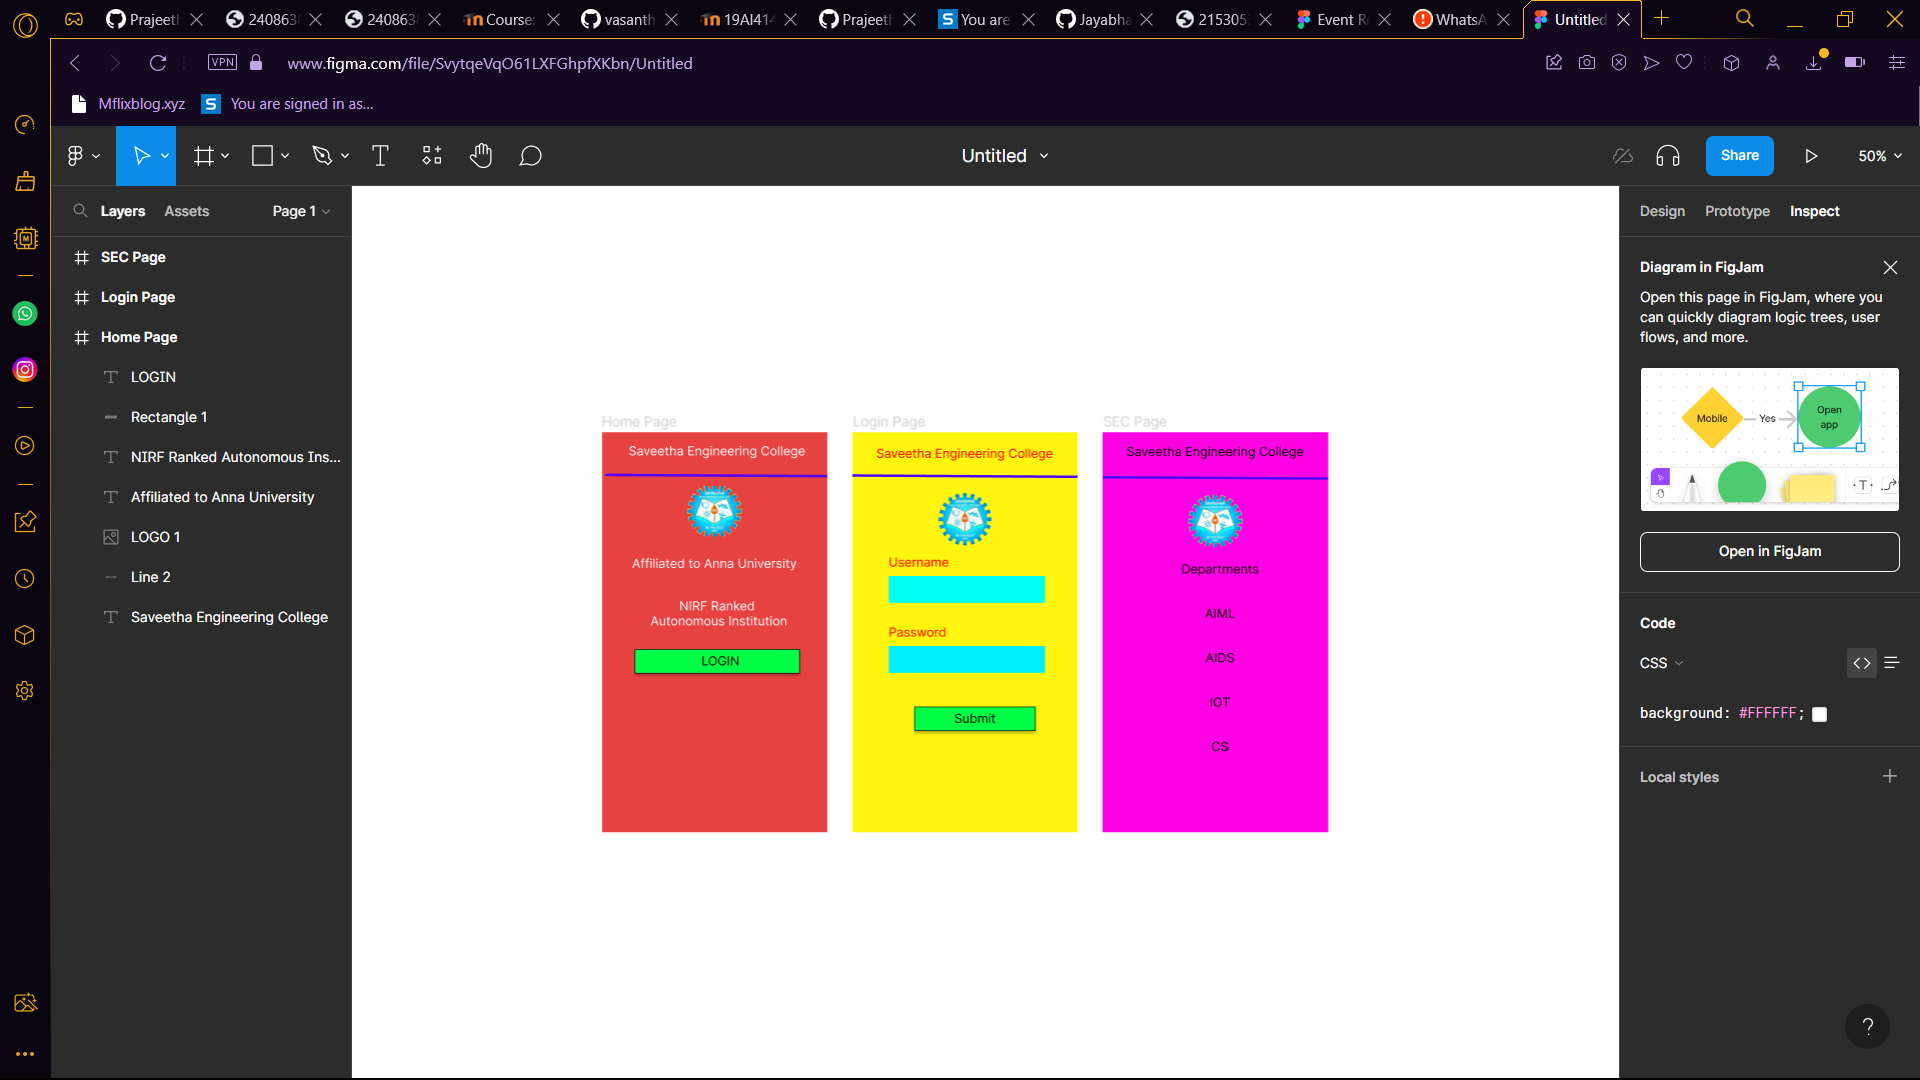 Prajeeth
2408638
2408638
Course:
vasanth
19AI414
Prajeeth
You are
Jayabha
215305
Event R
WhatsA
Untitled
VPN
www.figma.com/file/SvytqeVqO61LXFGhpfXKbn/Untitled
Mflixblog.xyz
S You are signed in as...
Untitled
Share
50%
Layers
Assets
Page 1
Design
Prototype
Inspect
SEC Page
Login Page
Home Page
LOGIN
Rectangle 1
NIRF Ranked Autonomous Ins...
Affiliated to Anna University
LOGO 1
Line 2
Saveetha Engineering College
Home Page
Saveetha Engineering College
Affiliated to Anna University
NIRF Ranked
Autonomous Institution
LOGIN
Login Page
Saveetha Engineering College
Username
Password
Submit
SEC Page
Saveetha Engineering College
Departments
AIML
AIDS
IOT
CS
Diagram in FigJam
Open this page in FigJam, where you
can quickly diagram logic trees, user
flows, and more.
Mobile
Yes
Open
app
Open in FigJam
Code
CSS
background: #FFFFFF;
Local styles
?